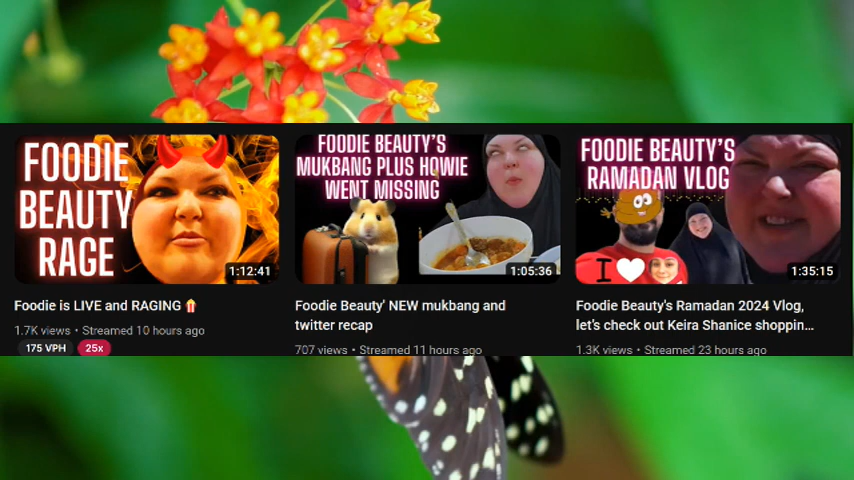 FOODIE
BEAUTY
RAGE
1:12:41
Foodie is LIVE and RAGING
1.7K views • Streamed 10 hours ago
175 VPH 25x
FOODIE BEAUTY'S
MUKBANG PLUS HOWIE
WENT MISSING
1:05:36
Foodie Beauty' NEW mukbang and
twitter recap
707 views • Streamed 11 hours ago
FOODIE BEAUTY'S
RAMADAN VLOG
I
1:35:15
Foodie Beauty's Ramadan 2024 Vlog,
let's check out Keira Shanice shoppin...
1.3K views • Streamed 23 hours ago